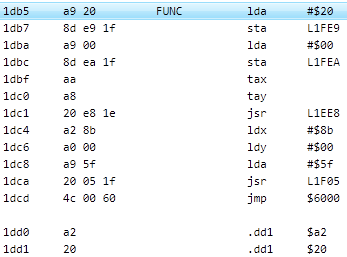 1db5 a9 20 FUNC lda #$20
1db7 8d e9 1f sta L1FE9
1dba a9 00 lda #$00
1dbc 8d ea 1f sta L1FEA
1dbf aa tax
1dc0 a8 tay
1dc1 20 e8 1e jsr L1EE8
1dc4 a2 8b ldx #$8b
1dc6 a0 00 ldy #$00
1dc8 a9 5f lda #$5f
1dca 20 05 1f jsr L1F05
1dcd 4c 00 60 jmp $6000
1dd0 a2 .dd1 $a2
1dd1 20 .dd1 $20